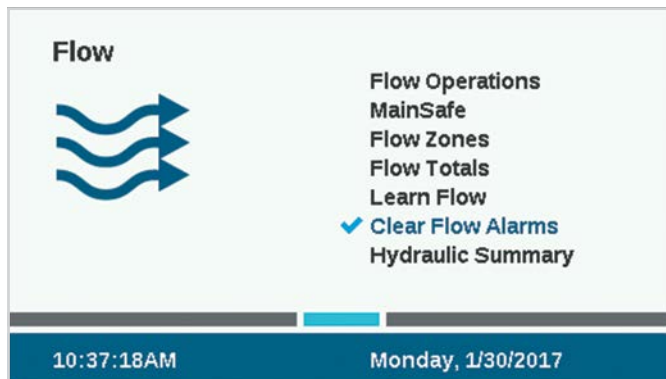 Flow
Flow Operations
MainSafe
Flow Zones
Flow Totals
Learn Flow
Clear Flow Alarms
Hydraulic Summary
10:37:18AM
Monday, 1/30/2017